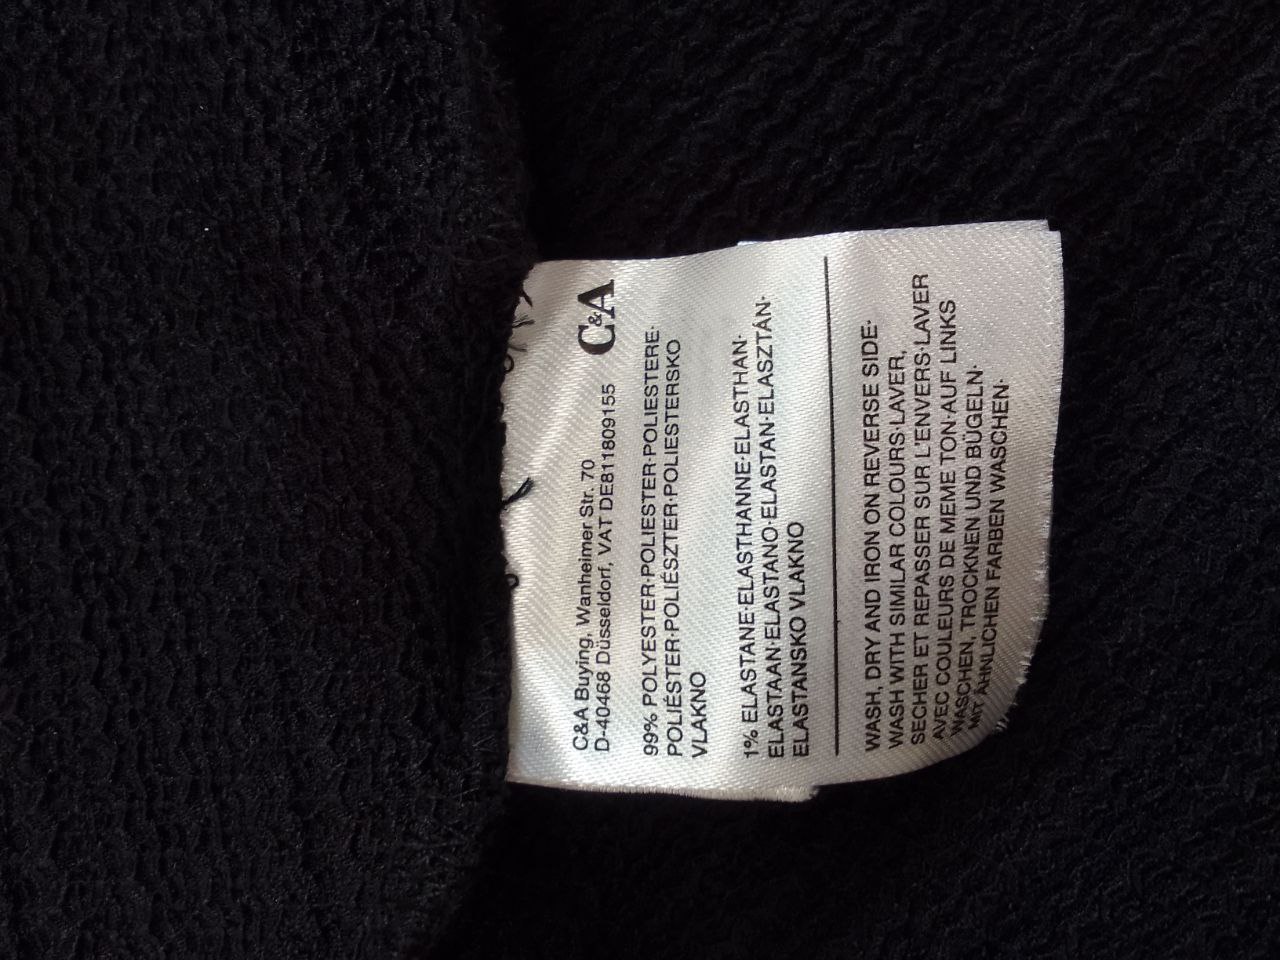 C&A Buying, Wanheimer Str. 70
D-40468 Düsseldorf, VAT DE811809155
C&A
99% POLYESTER·POLIESTER·POLIESTERE·
POLIÉSTER·POLIÉSZTER·POLIESTERSKO
VLAKNO
1% ELASTANE·ELASTHANNE·ELASTHAN·
ELASTAAN·ELASTANO·ELASTAN·ELASZTÁN·
ELASTANSKO VLAKNO
WASH, DRY AND IRON ON REVERSE SIDE·
WASH WITH SIMILAR COLOURS·LAVER,
SECHER ET REPASSER SUR L'ENVERS·LAVER
AVEC COULEURS DE MEME TON·AUF LINKS
WASCHEN, TROCKNEN UND BÜGELN·
MIT ÄHNLICHEN FARBEN WASCHEN·